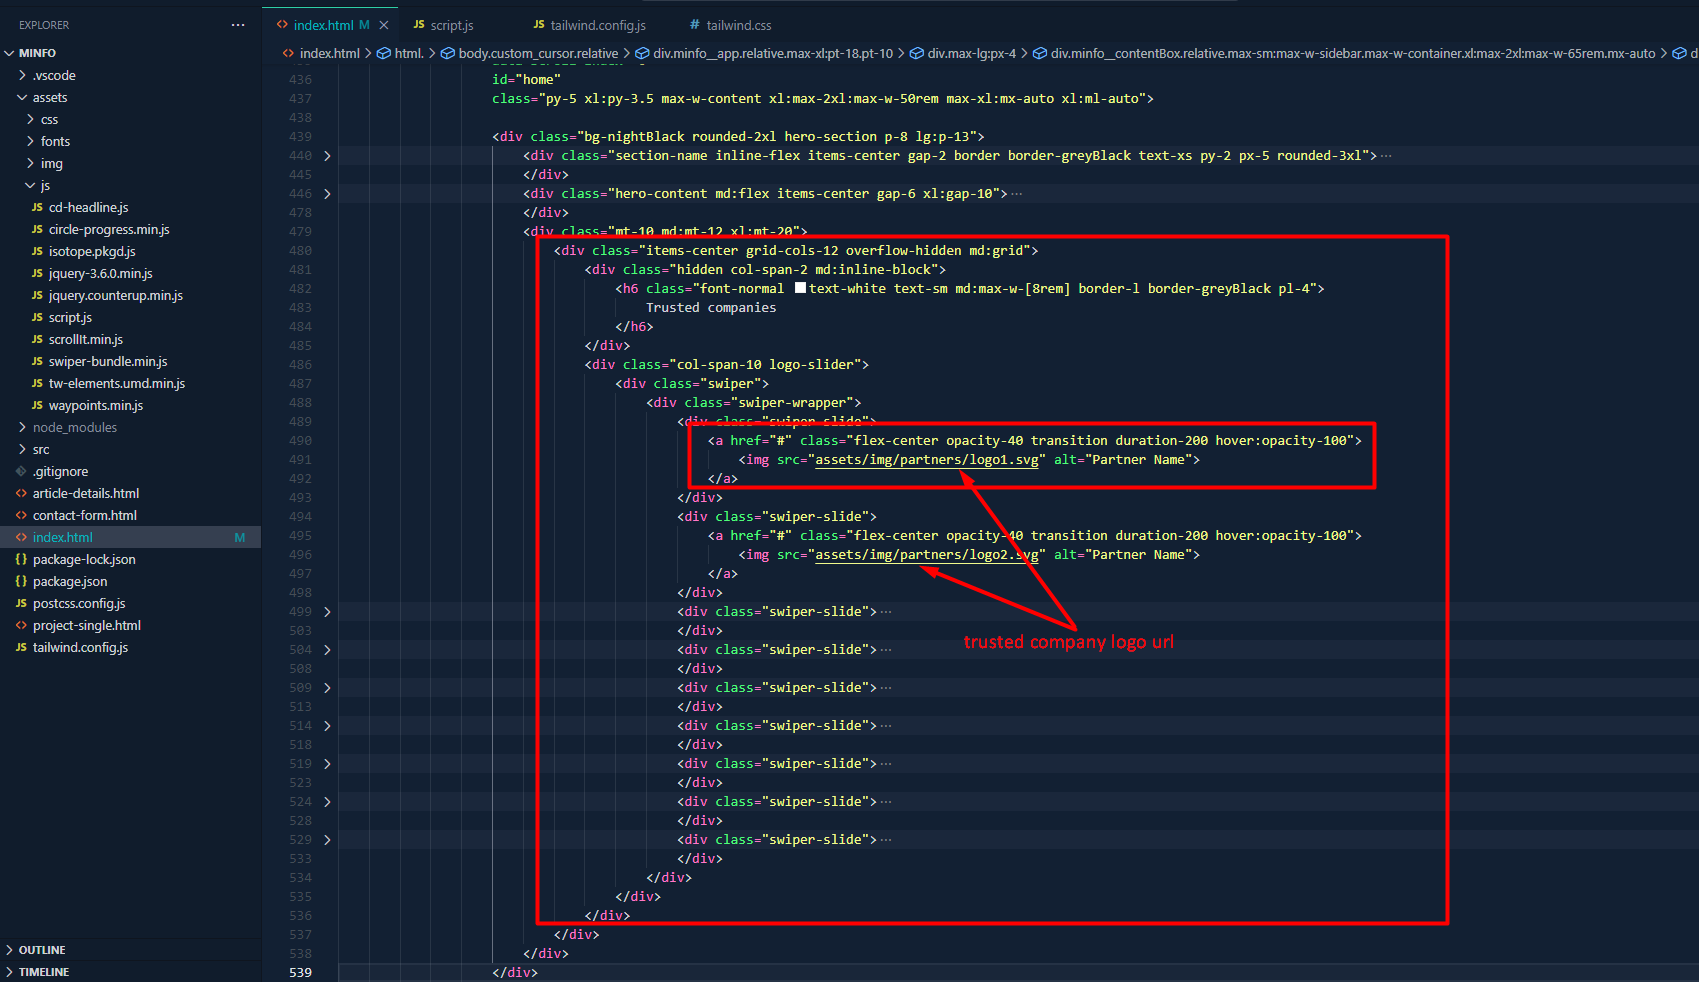 EXPLORER ···
MINFO
.vscode
assets
css
fonts
img
js
JS cd-headline.js
JS circle-progress.min.js
JS isotope.pkgd.js
JS jquery-3.6.0.min.js
JS jquery.counterup.min.js
JS script.js
JS scrollIt.min.js
JS swiper-bundle.min.js
JS tw-elements.umd.min.js
JS waypoints.min.js
node_modules
src
.gitignore
<> article-details.html
<> contact-form.html
<> index.html M
{} package-lock.json
{} package.json
JS postcss.config.js
<> project-single.html
JS tailwind.config.js
OUTLINE
TIMELINE
<> index.html M ×
JS script.js
JS tailwind.config.js
# tailwind.css
<> index.html > html. > body.custom_cursor.relative > div.minfo__app.relative.max-xl:pt-18.pt-10 > div.max-lg:px-4 > div.minfo__contentBox.relative.max-sm:max-w-sidebar.max-w-container.xl:max-2xl:max-w-65rem.mx-auto > d
436 id="home"
437 class="py-5 xl:py-3.5 max-w-content xl:max-2xl:max-w-50rem max-xl:mx-auto xl:ml-auto">
438
439 <div class="bg-nightBlack rounded-2xl hero-section p-8 lg:p-13">
440 <div class="section-name inline-flex items-center gap-2 border border-greyBlack text-xs py-2 px-5 rounded-3xl">···
445 </div>
446 <div class="hero-content md:flex items-center gap-6 xl:gap-10">···
478 </div>
479 <div class="mt-10 md:mt-12 xl:mt-20">
480 <div class="items-center grid-cols-12 overflow-hidden md:grid">
481 <div class="hidden col-span-2 md:inline-block">
482 <h6 class="font-normal text-white text-sm md:max-w-[8rem] border-l border-greyBlack pl-4">
483 Trusted companies
484 </h6>
485 </div>
486 <div class="col-span-10 logo-slider">
487 <div class="swiper">
488 <div class="swiper-wrapper">
489 <div class="swiper-slide">
490 <a href="#" class="flex-center opacity-40 transition duration-200 hover:opacity-100">
491 <img src="assets/img/partners/logo1.svg" alt="Partner Name">
492 </a>
493 </div>
494 <div class="swiper-slide">
495 <a href="#" class="flex-center opacity-40 transition duration-200 hover:opacity-100">
496 <img src="assets/img/partners/logo2.svg" alt="Partner Name">
497 </a>
498 </div>
499 <div class="swiper-slide">···
503 </div>
trusted company logo url
504 <div class="swiper-slide">···
508 </div>
509 <div class="swiper-slide">···
513 </div>
514 <div class="swiper-slide">···
518 </div>
519 <div class="swiper-slide">···
523 </div>
524 <div class="swiper-slide">···
528 </div>
529 <div class="swiper-slide">···
533 </div>
534 </div>
535 </div>
536 </div>
537 </div>
538 </div>
539 </div>